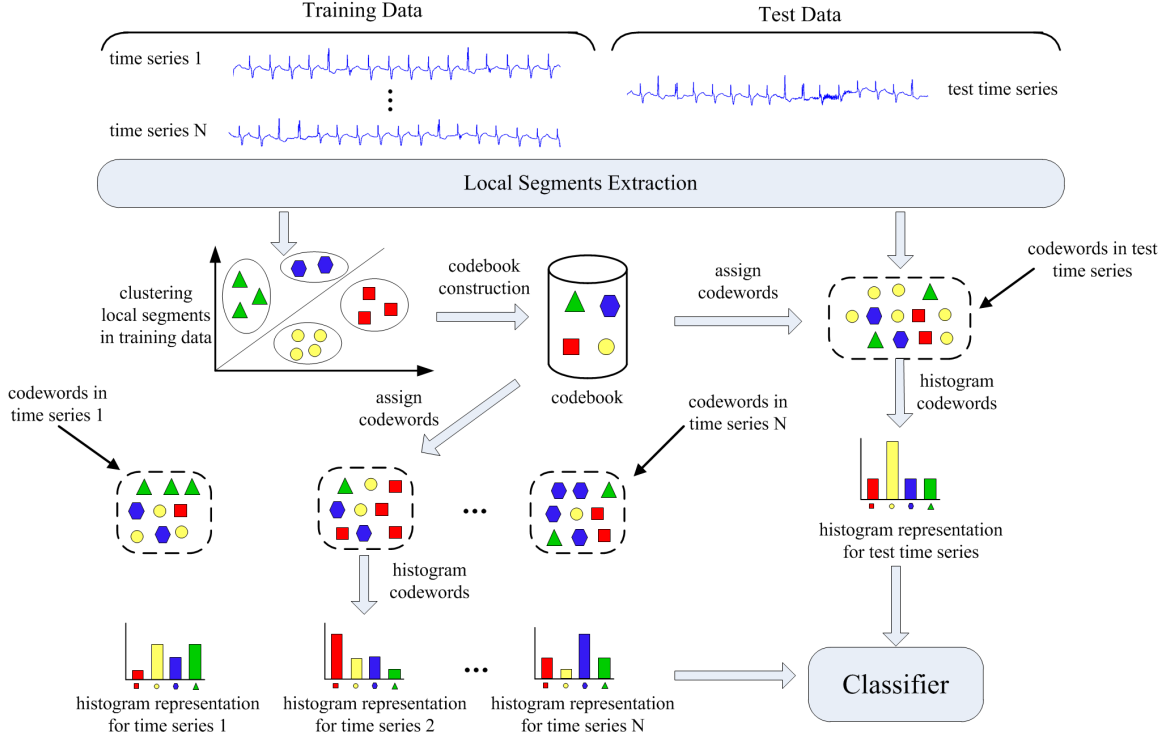 Training Data
Test Data
time series 1
test time series
time series N
Local Segments Extraction
clustering
local segments
in training data
codebook
construction
assign
codewords
codewords in test
time series
codebook
histogram
codewords
codewords in
time series 1
assign
codewords
codewords in
time series N
histogram representation
for test time series
histogram
codewords
histogram representation
for time series 1
histogram representation
for time series 2
histogram representation
for time series N
Classifier